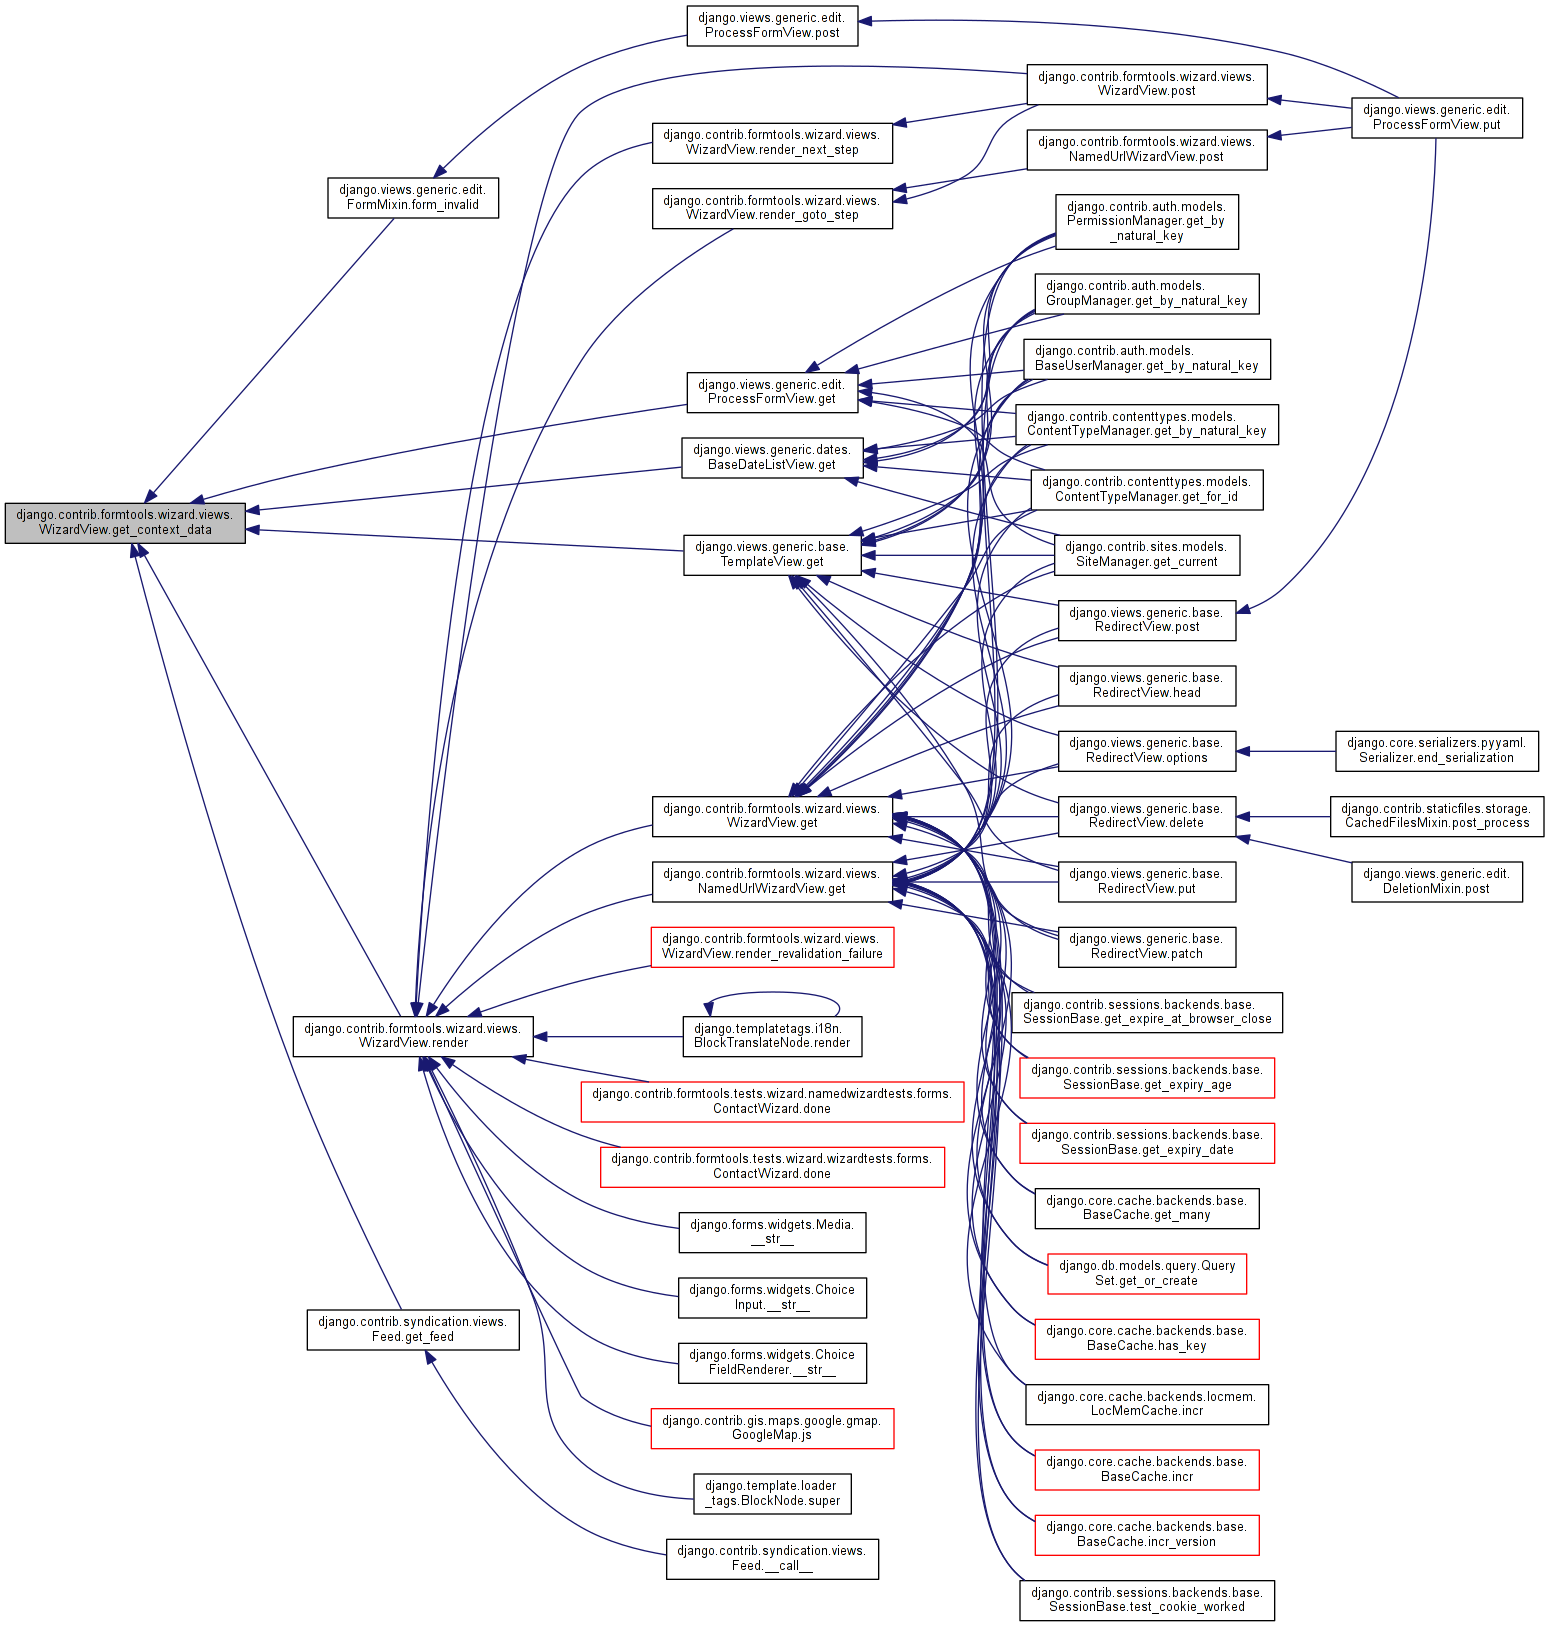 django.contrib.formtools.wizard.views.
WizardView.get_context_data
django.views.generic.edit.
FormMixin.form_invalid
django.contrib.formtools.wizard.views.
WizardView.render
django.contrib.syndication.views.
Feed.get_feed
django.views.generic.edit.
ProcessFormView.post
django.contrib.formtools.wizard.views.
WizardView.render_next_step
django.contrib.formtools.wizard.views.
WizardView.render_goto_step
django.views.generic.edit.
ProcessFormView.get
django.views.generic.dates.
BaseDateListView.get
django.views.generic.base.
TemplateView.get
django.contrib.formtools.wizard.views.
WizardView.get
django.contrib.formtools.wizard.views.
NamedUrlWizardView.get
django.contrib.formtools.wizard.views.
WizardView.render_revalidation_failure
django.templatetags.i18n.
BlockTranslateNode.render
django.contrib.formtools.tests.wizard.namedwizardtests.forms.
ContactWizard.done
django.contrib.formtools.tests.wizard.wizardtests.forms.
ContactWizard.done
django.forms.widgets.Media.
__str__
django.forms.widgets.Choice
Input.__str__
django.forms.widgets.Choice
FieldRenderer.__str__
django.contrib.gis.maps.google.gmap.
GoogleMap.js
django.template.loader
_tags.BlockNode.super
django.contrib.syndication.views.
Feed.__call__
django.contrib.formtools.wizard.views.
WizardView.post
django.contrib.formtools.wizard.views.
NamedUrlWizardView.post
django.contrib.auth.models.
PermissionManager.get_by
_natural_key
django.contrib.auth.models.
GroupManager.get_by_natural_key
django.contrib.auth.models.
BaseUserManager.get_by_natural_key
django.contrib.contenttypes.models.
ContentTypeManager.get_by_natural_key
django.contrib.contenttypes.models.
ContentTypeManager.get_for_id
django.contrib.sites.models.
SiteManager.get_current
django.views.generic.base.
RedirectView.post
django.views.generic.base.
RedirectView.head
django.views.generic.base.
RedirectView.options
django.views.generic.base.
RedirectView.delete
django.views.generic.base.
RedirectView.put
django.views.generic.base.
RedirectView.patch
django.contrib.sessions.backends.base.
SessionBase.get_expire_at_browser_close
django.contrib.sessions.backends.base.
SessionBase.get_expiry_age
django.contrib.sessions.backends.base.
SessionBase.get_expiry_date
django.core.cache.backends.base.
BaseCache.get_many
django.db.models.query.Query
Set.get_or_create
django.core.cache.backends.base.
BaseCache.has_key
django.core.cache.backends.locmem.
LocMemCache.incr
django.core.cache.backends.base.
BaseCache.incr
django.core.cache.backends.base.
BaseCache.incr_version
django.contrib.sessions.backends.base.
SessionBase.test_cookie_worked
django.views.generic.edit.
ProcessFormView.put
django.core.serializers.pyyaml.
Serializer.end_serialization
django.contrib.staticfiles.storage.
CachedFilesMixin.post_process
django.views.generic.edit.
DeletionMixin.post